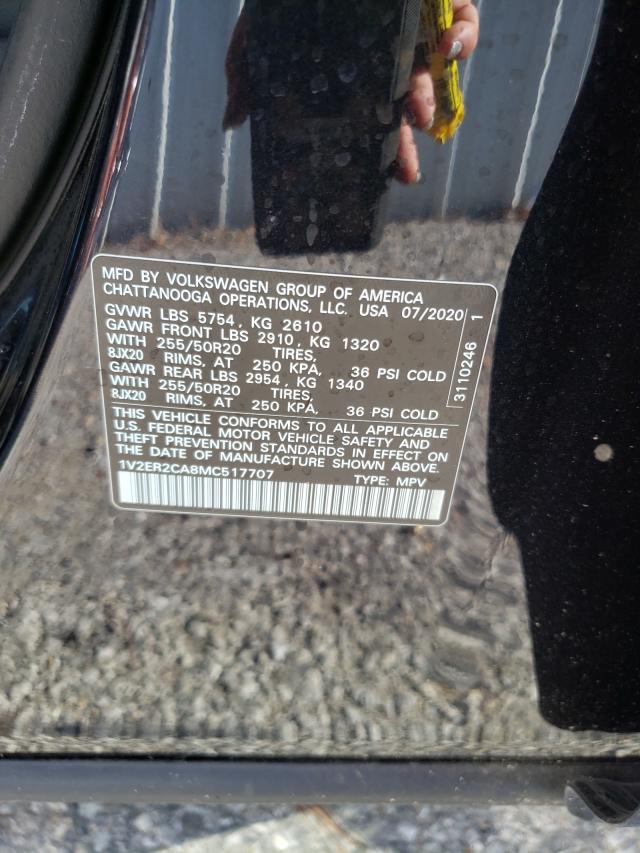 MFD BY VOLKSWAGEN GROUP OF AMERICA
CHATTANOOGA OPERATIONS, LLC. USA 07/2020
GVWR LBS 5754, KG 2610
GAWR FRONT LBS 2910, KG 1320
WITH 255/50R20 TIRES,
8JX20 RIMS, AT 250 KPA, 36 PSI COLD
GAWR REAR LBS 2954, KG 1340
WITH 255/50R20 TIRES,
8JX20 RIMS, AT 250 KPA, 36 PSI COLD
THIS VEHICLE CONFORMS TO ALL APPLICABLE
U.S. FEDERAL MOTOR VEHICLE SAFETY AND
THEFT PREVENTION STANDARDS IN EFFECT ON
THE DATE OF MANUFACTURE SHOWN ABOVE.
1V2ER2CA8MC517707 TYPE: MPV
3110246 1